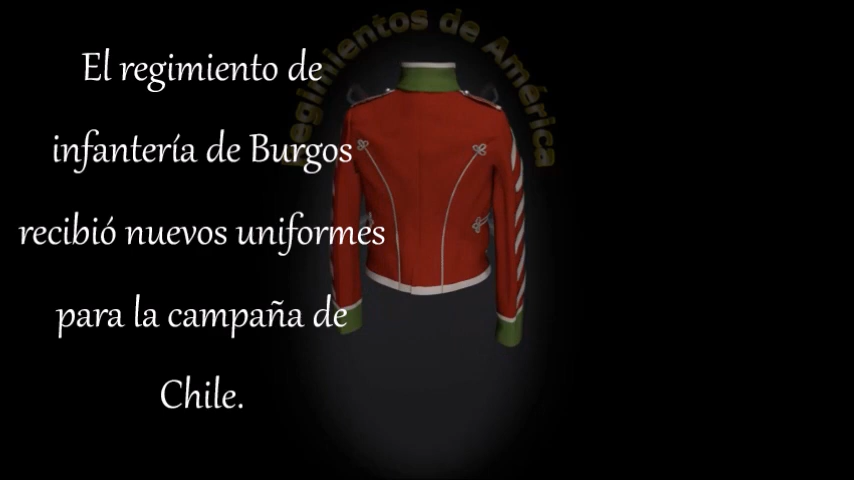 Regimientos de América
El regimiento de
infantería de Burgos
recibió nuevos uniformes
para la campaña de
Chile.